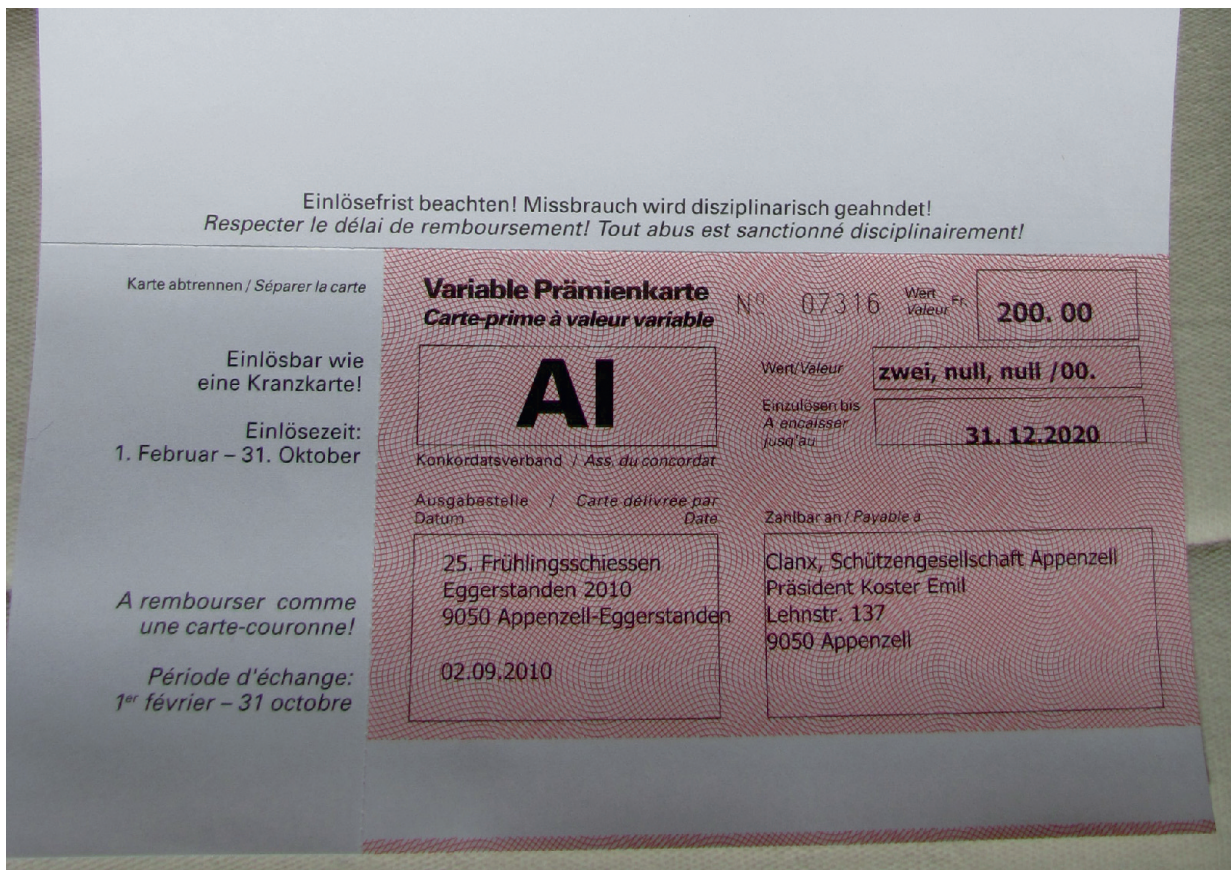 Einlösefrist beachten! Missbrauch wird disziplinarisch geahndet!
Respecter le délai de remboursement! Tout abus est sanctionné disciplinairement!
Karte abtrennen / Séparer la carte
Einlösbar wie
eine Kranzkarte!
Einlösezeit:
1. Februar – 31. Oktober
A rembourser comme
une carte-couronne!
Période d'échange:
1er février – 31 octobre
Variable Prämienkarte
Carte-prime à valeur variable
No 07316
Wert
Valeur Fr.
200. 00
AI
Konkordatsverband / Ass. du concordat
Wert/Valeur
zwei, null, null /00.
Einzulösen bis
A encaisser
jusqu'au
31. 12.2020
Ausgabestelle / Carte délivrée par
Datum Date
25. Frühlingsschiessen
Eggerstanden 2010
9050 Appenzell-Eggerstanden
02.09.2010
Zahlbar an / Payable à
Clanx, Schützengesellschaft Appenzell
Präsident Koster Emil
Lehnstr. 137
9050 Appenzell